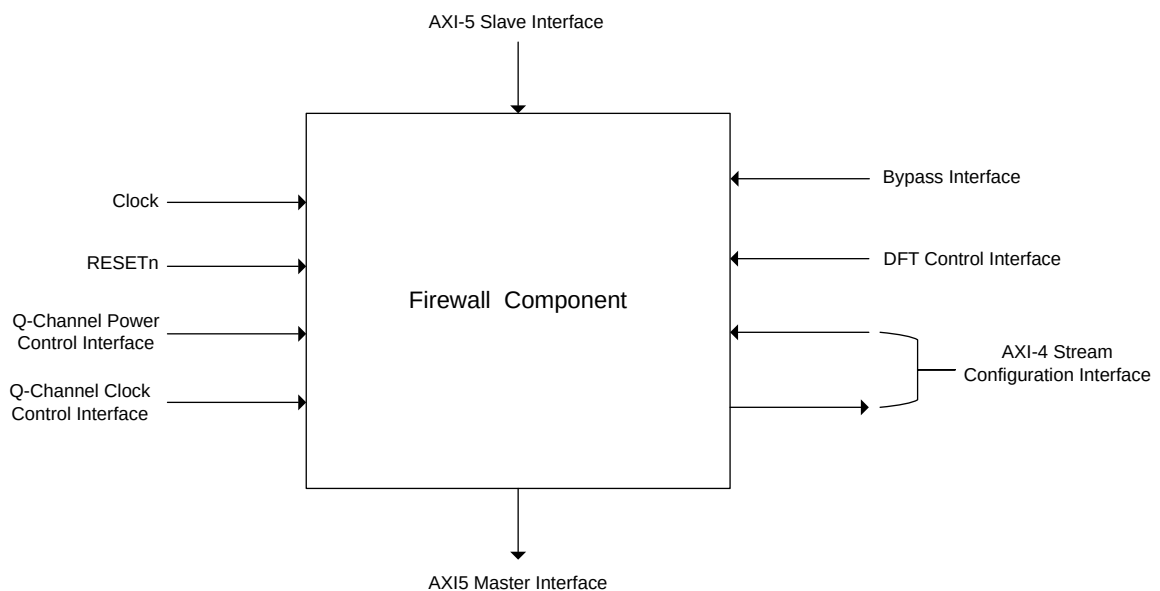 AXI-5 Slave Interface
Clock
RESETn
Q-Channel Power
Control Interface
Q-Channel Clock
Control Interface
Firewall Component
Bypass Interface
DFT Control Interface
AXI-4 Stream
Configuration Interface
AXI5 Master Interface